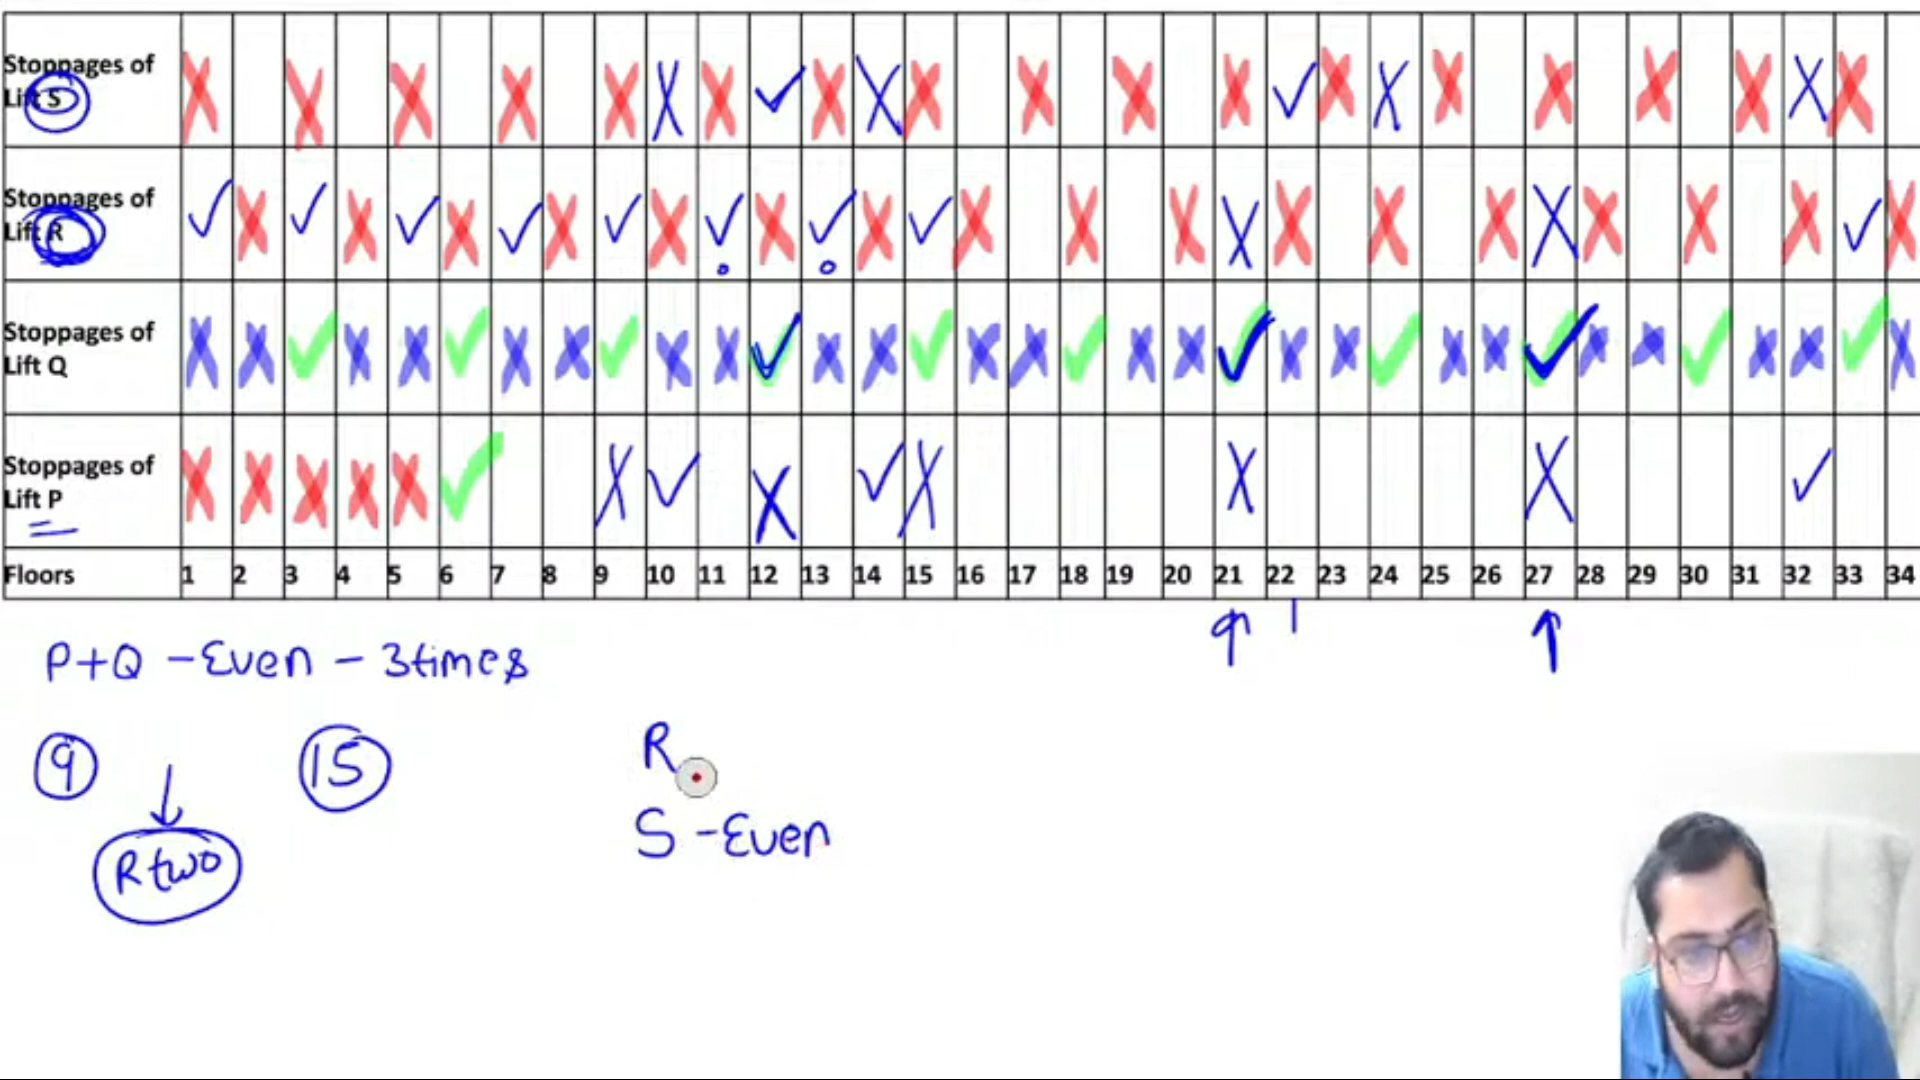 Stoppages of
Lift S
Stoppages of
Lift R
Stoppages of
Lift Q
Stoppages of
Lift P
Floors 1 2 3 4 5 6 7 8 9 10 11 12 13 14 15 16 17 18 19 20 21 22 23 24 25 26 27 28 29 30 31 32 33 34
P+Q - Even - 3times
9 15
R two
R
S - Even